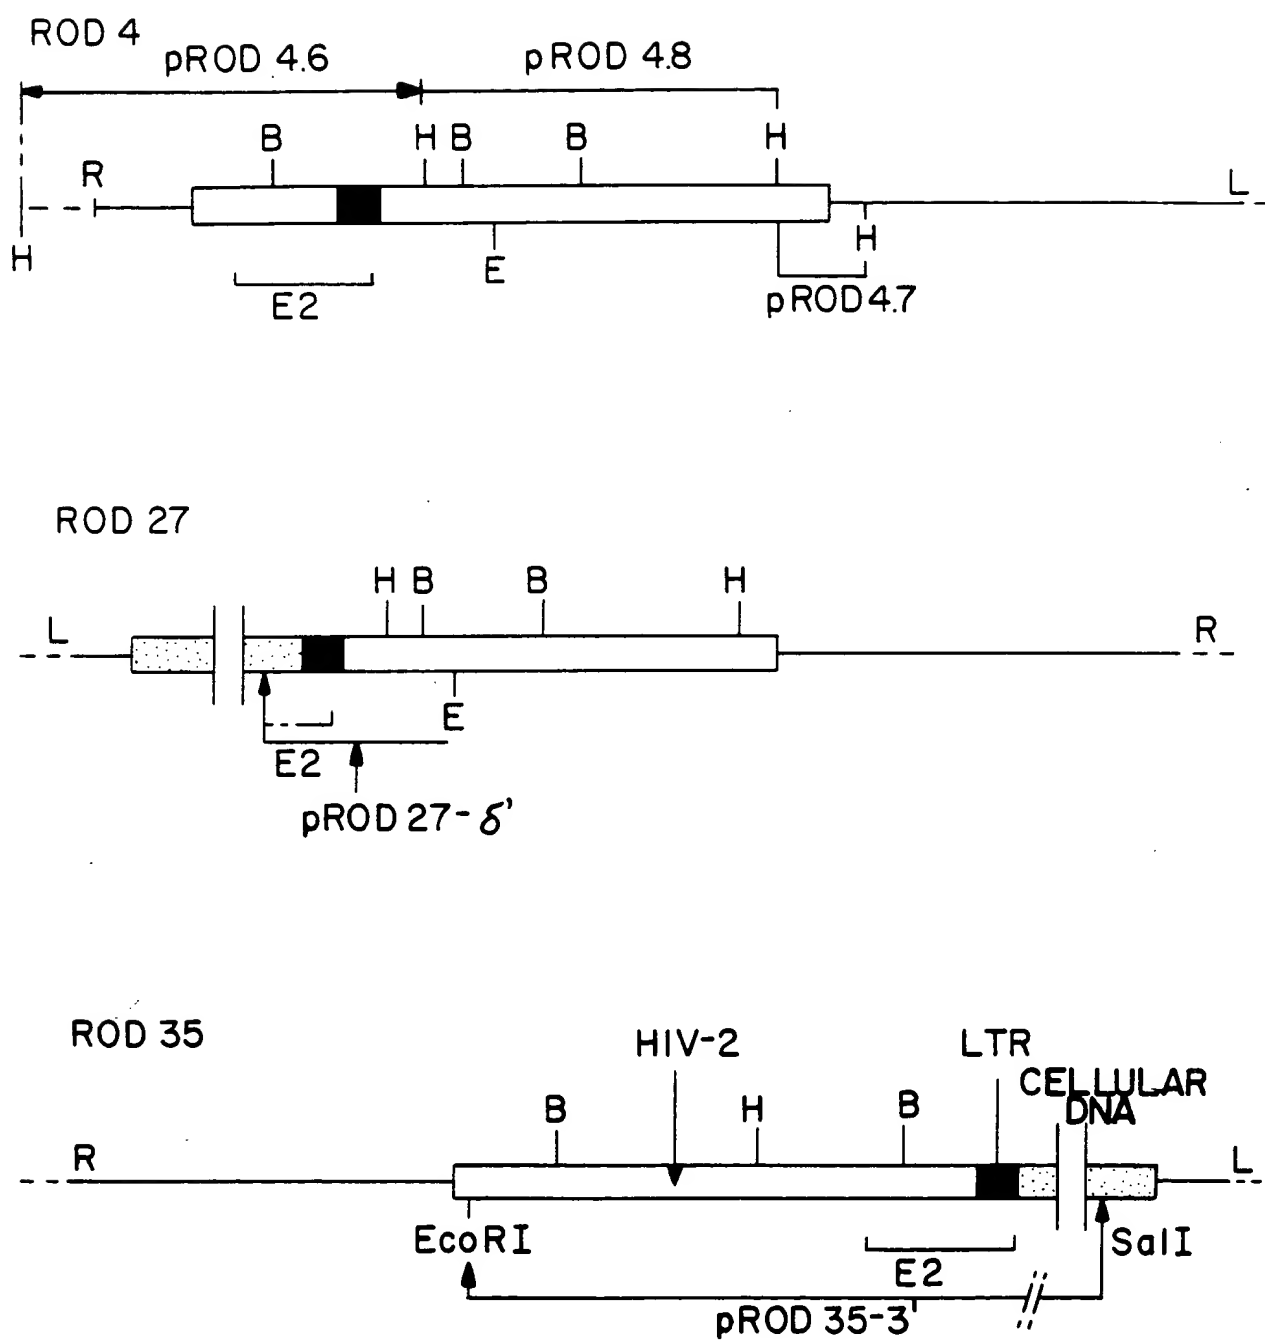 ROD 4
pROD 4.6
pROD 4.8
B
H
B
B
H
R
L
H
E
H
E2
pROD 4.7
ROD 27
H
B
B
H
L
R
E
E2
pROD 27-δ'
ROD 35
HIV-2
LTR
CELLULAR
DNA
B
H
B
R
L
EcoRI
SalI
E2
pROD 35-3'